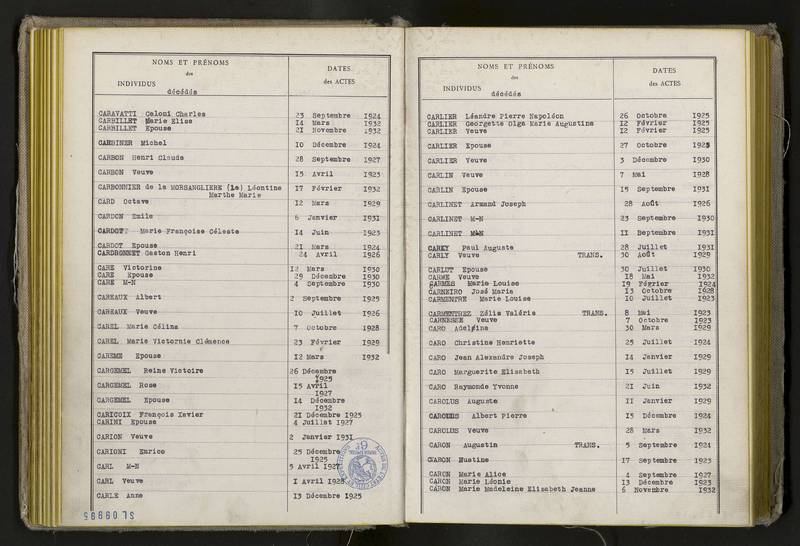 NOMS ET PRÉNOMS
des
INDIVIDUS décédés
DATES
des ACTES
CARAVATTI Celoni Charles 23 Septembre 1924
CARBILLET Marie Elise 14 Mars 1932
CARBILLET Epouse 21 Novembre 1932
CARBINER Michel 10 Décembre 1924
CARBON Henri Claude 28 Septembre 1927
CARBON Veuve 15 Avril 1923
CARBONNIER de la MORSANGLIERE (le) Léontine 17 Février 1932
Marthe Marie
CARD Octave 12 Mars 1929
CARDON Emile 6 Janvier 1931
CARDOT Marie Françoise Céleste 14 Juin 1923
CARDOT Epouse 21 Mars 1924
CARDRONNET Gaston Henri 24 Avril 1926
CARE Victorine 12 Mars 1930
CARE Epouse 29 Décembre 1930
CARE M-N 4 Septembre 1930
CAREAUX Albert 2 Septembre 1925
CAREAUX Veuve 10 Juillet 1926
CAREL Marie Céline 7 Octobre 1928
CAREL Marie Victornie Clémence 23 Février 1929
CAREME Epouse 12 Mars 1932
CARGEMEL Reine Victoire 26 Décembre
1925
CARGEMEL Rose 15 Avril
1927
CARGEMEL Epouse 14 Décembre
1932
CARICOIX François Xavier 21 Décembre 1925
CARINI Epouse 4 Juillet 1927
CARION Veuve 2 Janvier 1931
CARIONI Enrico 25 Décembre
1925
CARL M-N 5 Avril 1927
CARL Veuve 1 Avril 1928
CARLE Anne 13 Décembre 1925
SL 09995
NOMS ET PRÉNOMS
des
INDIVIDUS décédés
DATES
des ACTES
CARLIER Léandre Pierre Napoléon 26 Octobre 1925
CARLIER Georgette Olga Marie Augustine 12 Février 1925
CARLIER Veuve 12 Février 1925
CARLIER Epouse 27 Octobre 1925
CARLIER Veuve 3 Décembre 1930
CARLIN Veuve 7 Mai 1928
CARLIN Epouse 15 Septembre 1931
CARLINET Armand Joseph 28 Août 1926
CARLINET M-N 23 Septembre 1930
CARLINET M-N 11 Septembre 1931
CARLY Paul Auguste 28 Juillet 1931
CARLY Veuve TRANS. 30 Août 1929
CARLUT Epouse 30 Juillet 1930
CARME Veuve 18 Mai 1932
CARMES Marie Louise 19 Février 1924
CARNEIRO José Maria 13 Octobre 1928
CARMENTRE Marie Louise 10 Juillet 1923
CARMENTREZ Zélis Valérie TRANS. 8 Mai 1923
CARNESSE Veuve 7 Octobre 1923
CARO Adeline 30 Mars 1929
CARO Christine Henriette 25 Juillet 1924
CARO Jean Alexandre Joseph 14 Janvier 1929
CARO Marguerite Elisabeth 15 Juillet 1929
CARO Raymonde Yvonne 21 Juin 1932
CAROLUS Auguste 11 Janvier 1929
CAROLUS Albert Pierre 15 Décembre 1924
CAROLUS Veuve 28 Mars 1932
CARON Augustin TRANS. 5 Septembre 1924
CARON Hustine 17 Septembre 1923
CARON Marie Alice 4 Septembre 1927
CARON Marie Léonie 13 Décembre 1923
CARON Marie Madeleine Elisabeth Jeanne 6 Novembre 1932